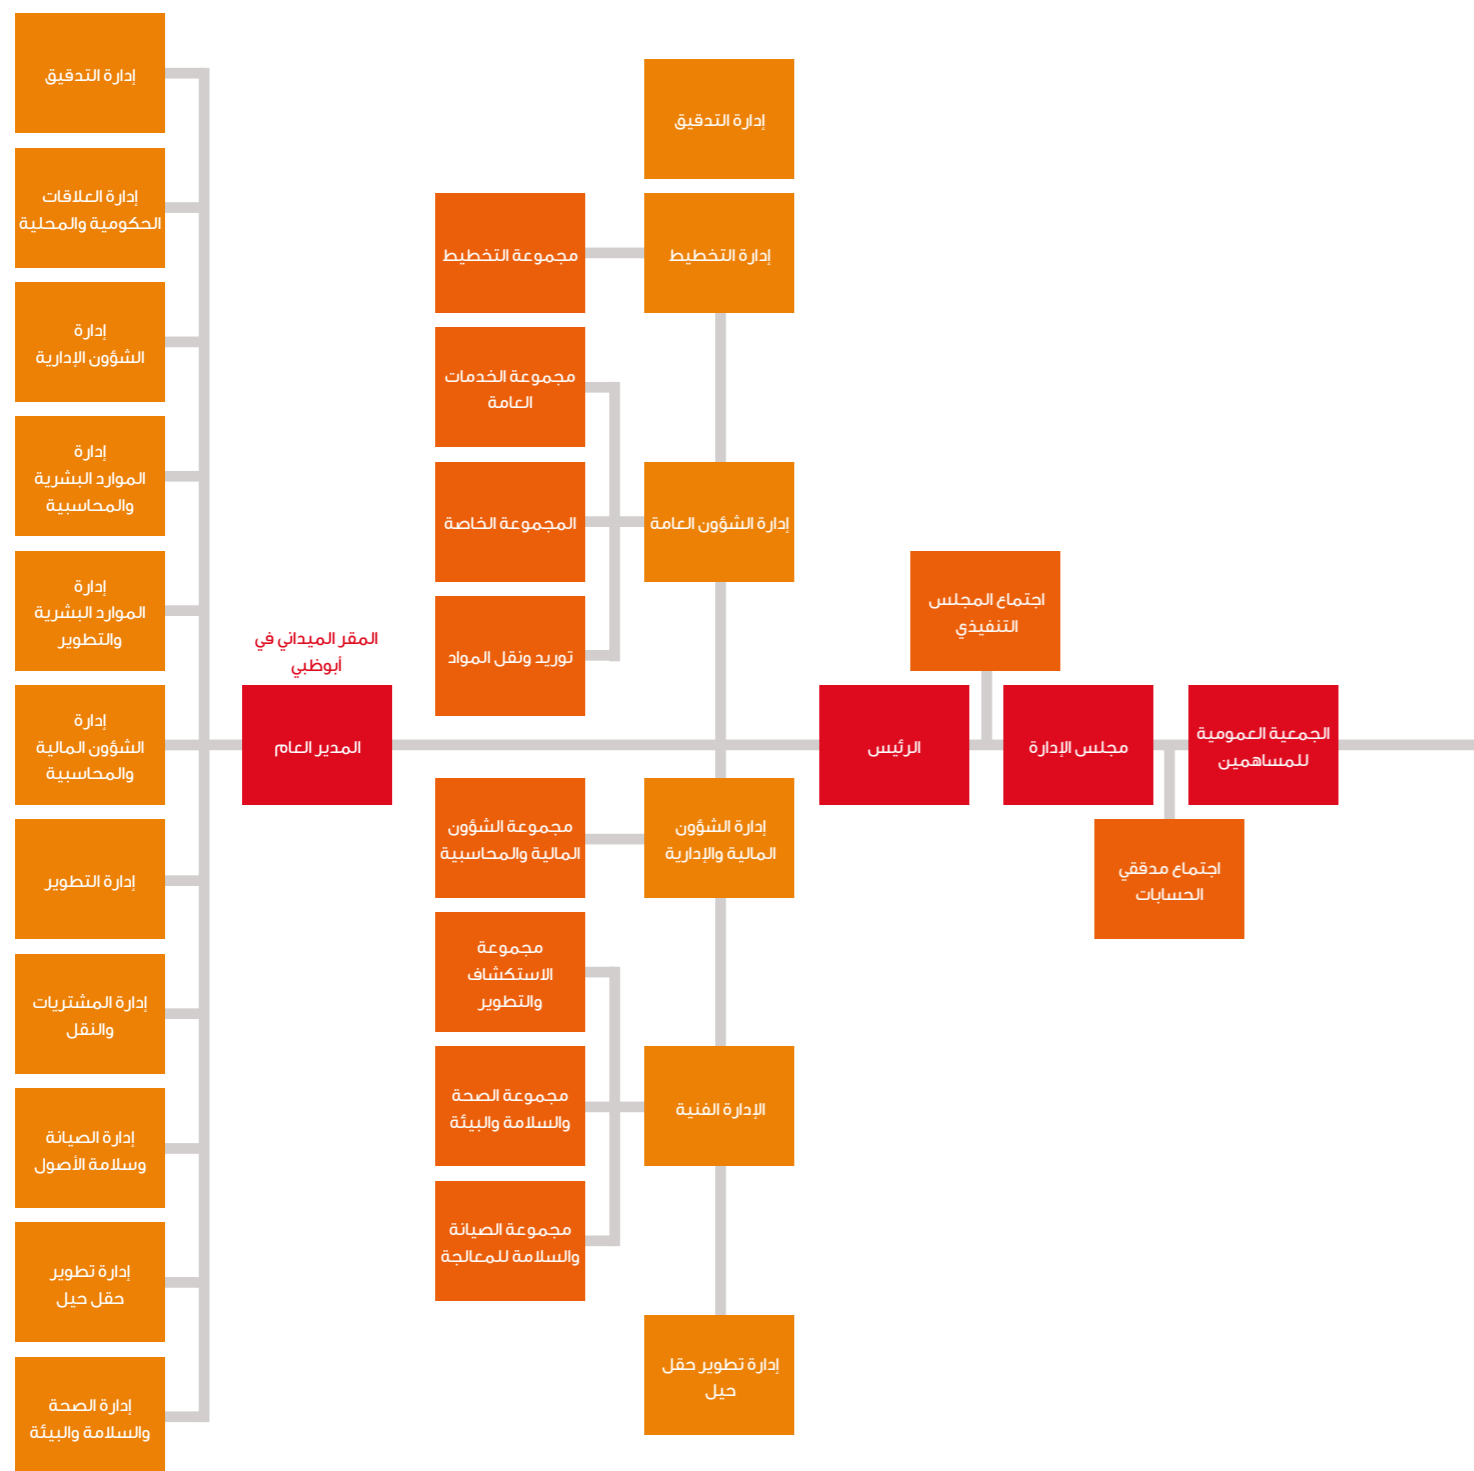 الجمعية العمومية
للمساهمين
اجتماع مدققي
الحسابات
مجلس الإدارة
اجتماع المجلس
التنفيذي
الرئيس
إدارة التدقيق
إدارة التخطيط
مجموعة التخطيط
إدارة الشؤون العامة
مجموعة الخدمات
العامة
المجموعة الخاصة
توريد ونقل المواد
إدارة الشؤون
المالية والإدارية
مجموعة الشؤون
المالية والمحاسبية
الإدارة الفنية
مجموعة
الاستكشاف
والتطوير
مجموعة الصحة
والسلامة والبيئة
مجموعة الصيانة
والسلامة للمعالجة
إدارة تطوير حقل
حيل
المقر الميداني في
أبوظبي
المدير العام
إدارة التدقيق
إدارة العلاقات
الحكومية والمحلية
إدارة
الشؤون الإدارية
إدارة
الموارد البشرية
والمحاسبية
إدارة
الموارد البشرية
والتطوير
إدارة
الشؤون المالية
والمحاسبية
إدارة التطوير
إدارة المشتريات
والنقل
إدارة الصيانة
وسلامة الأصول
إدارة تطوير
حقل حيل
إدارة الصحة
والسلامة والبيئة